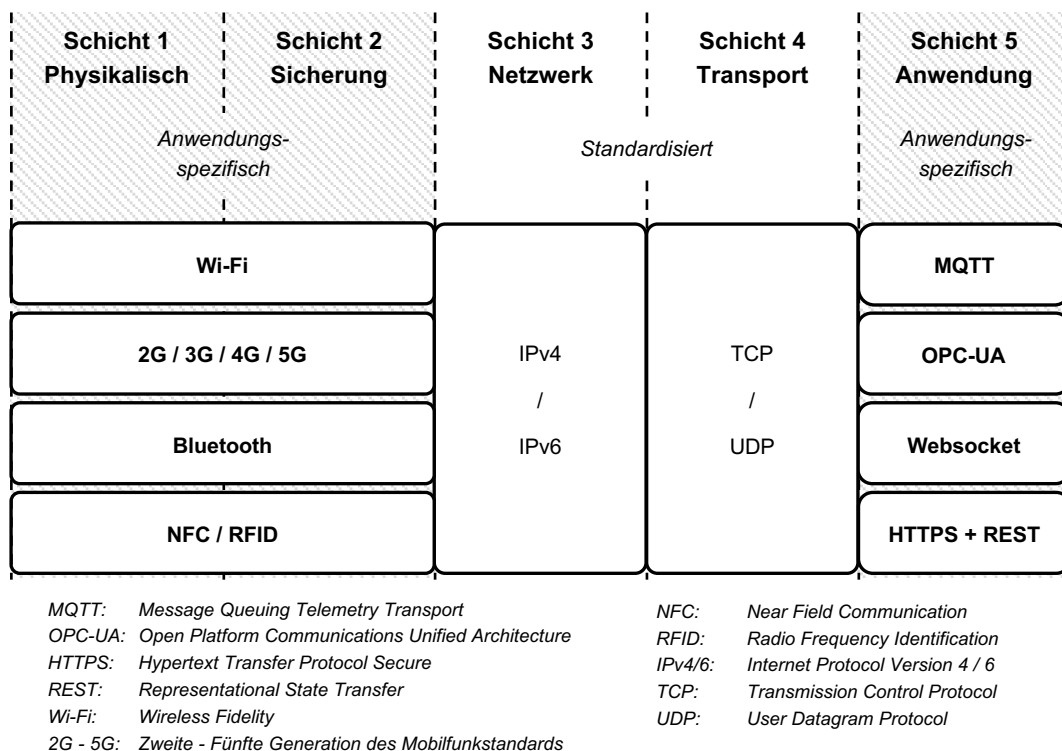 Schicht 1
Physikalisch
Schicht 2
Sicherung
Schicht 3
Netzwerk
Schicht 4
Transport
Schicht 5
Anwendung
Anwendungs-
spezifisch
Standardisiert
Anwendungs-
spezifisch
Wi-Fi
2G / 3G / 4G / 5G
Bluetooth
NFC / RFID
IPv4
/
IPv6
TCP
/
UDP
MQTT
OPC-UA
Websocket
HTTPS + REST
MQTT: Message Queuing Telemetry Transport
OPC-UA: Open Platform Communications Unified Architecture
HTTPS: Hypertext Transfer Protocol Secure
REST: Representational State Transfer
Wi-Fi: Wireless Fidelity
2G - 5G: Zweite - Fünfte Generation des Mobilfunkstandards
NFC: Near Field Communication
RFID: Radio Frequency Identification
IPv4/6: Internet Protocol Version 4 / 6
TCP: Transmission Control Protocol
UDP: User Datagram Protocol